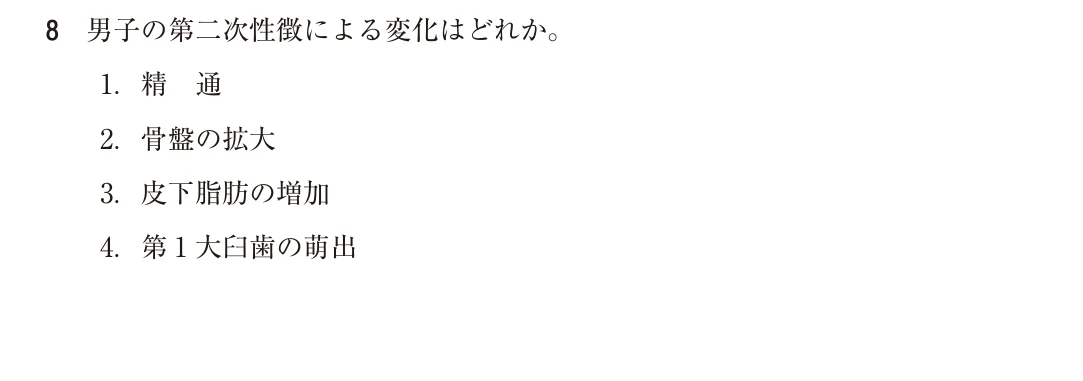 8 男子の第二次性徴による変化はどれか。
1. 精　通
2. 骨盤の拡大
3. 皮下脂肪の増加
4. 第１大臼歯の萌出